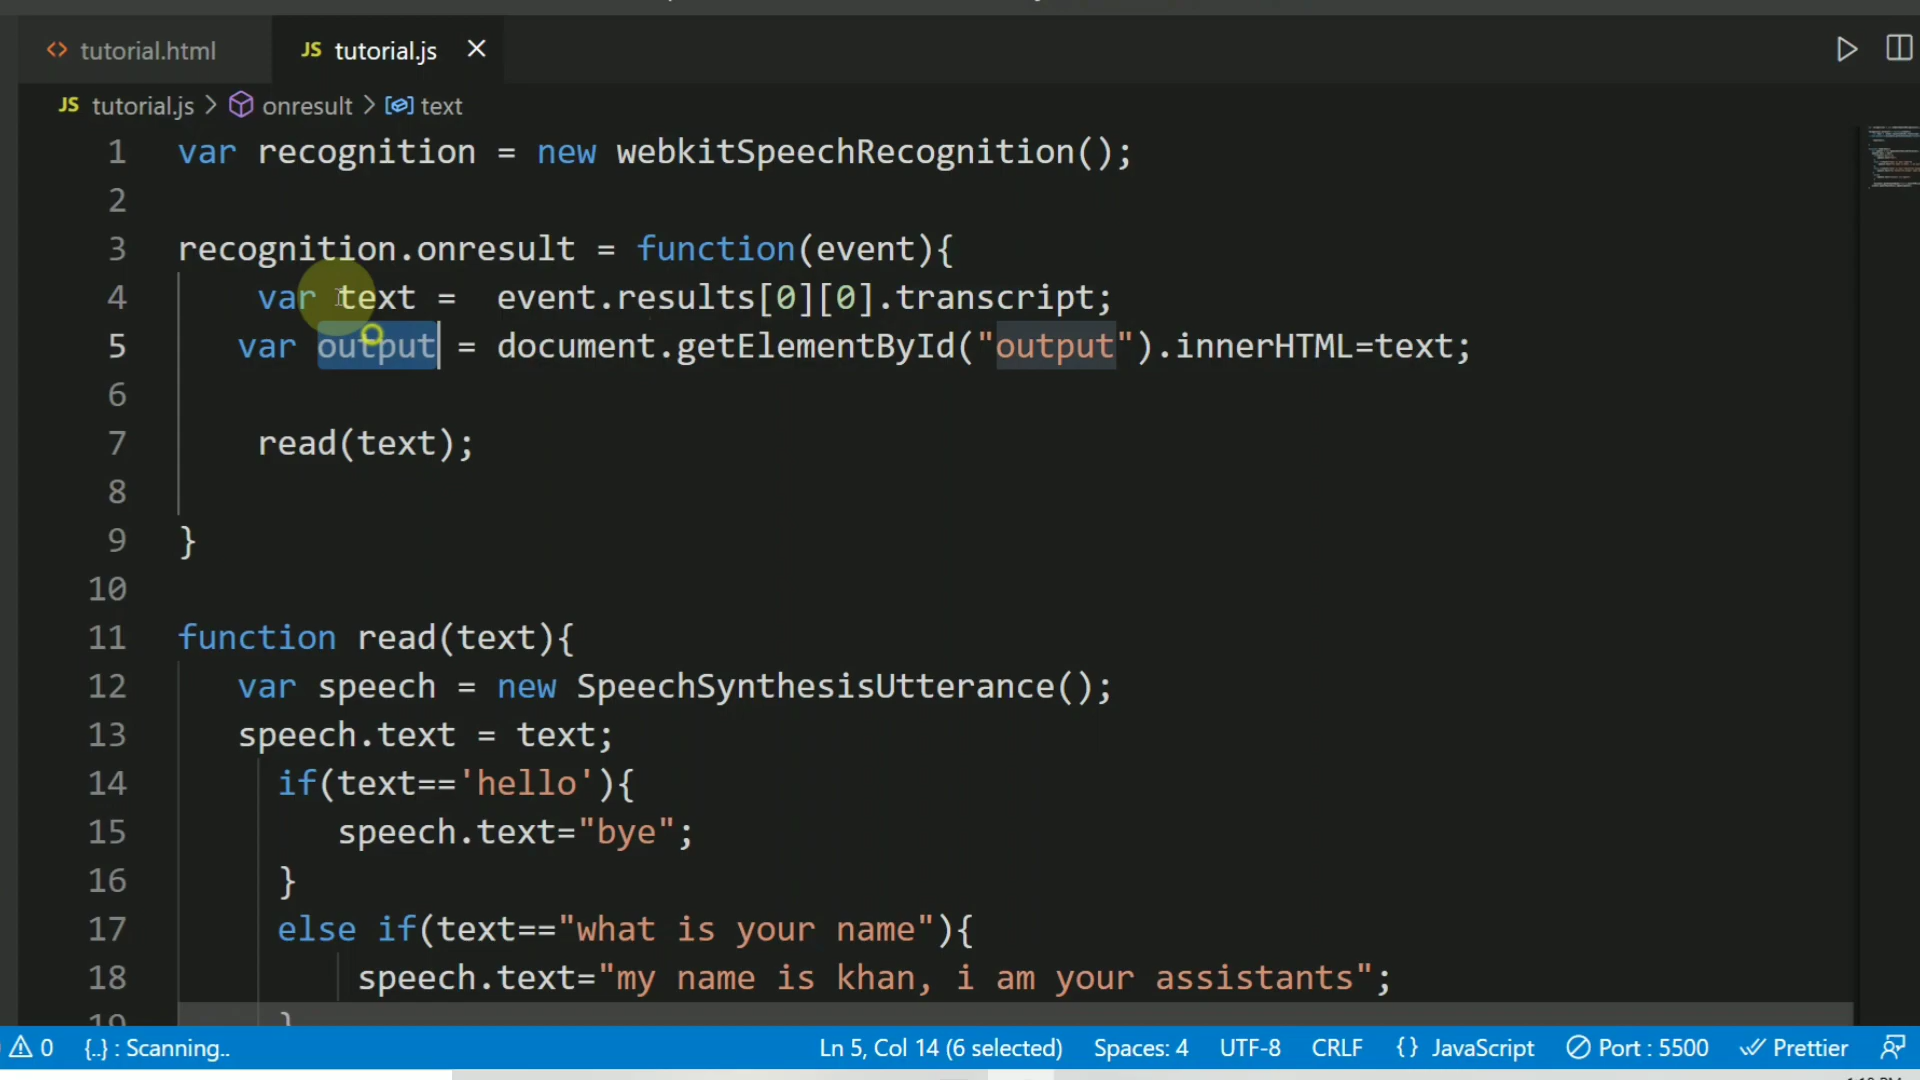 tutorial.html JS tutorial.js
JS tutorial.js > onresult > text
1 var recognition = new webkitSpeechRecognition();
2
3 recognition.onresult = function(event){
4 var text =  event.results[0][0].transcript;
5 var output = document.getElementById("output").innerHTML=text;
6
7 read(text);
8
9 }
10
11 function read(text){
12 var speech = new SpeechSynthesisUtterance();
13 speech.text = text;
14 if(text=='hello'){
15 speech.text="bye";
16 }
17 else if(text=="what is your name"){
18 speech.text="my name is khan, i am your assistants";
19 }
0 {..} : Scanning.. Ln 5, Col 14 (6 selected) Spaces: 4 UTF-8 CRLF {} JavaScript Port : 5500 Prettier